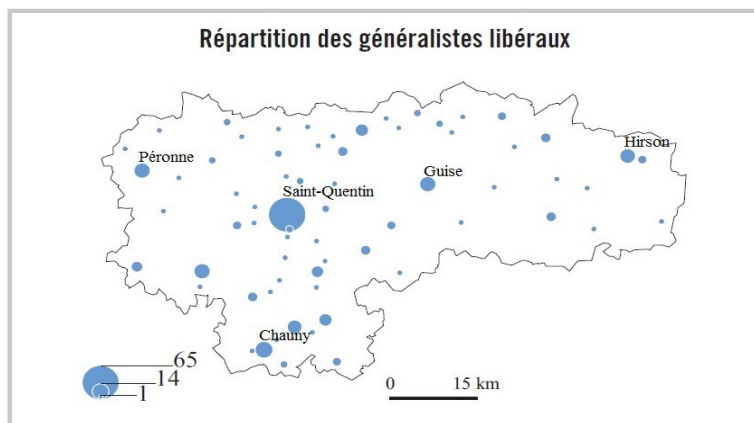 Répartition des généralistes libéraux
Hirson
Péronne
Guise
Saint-Quentin
Chauny
65
14
1
0 15 km